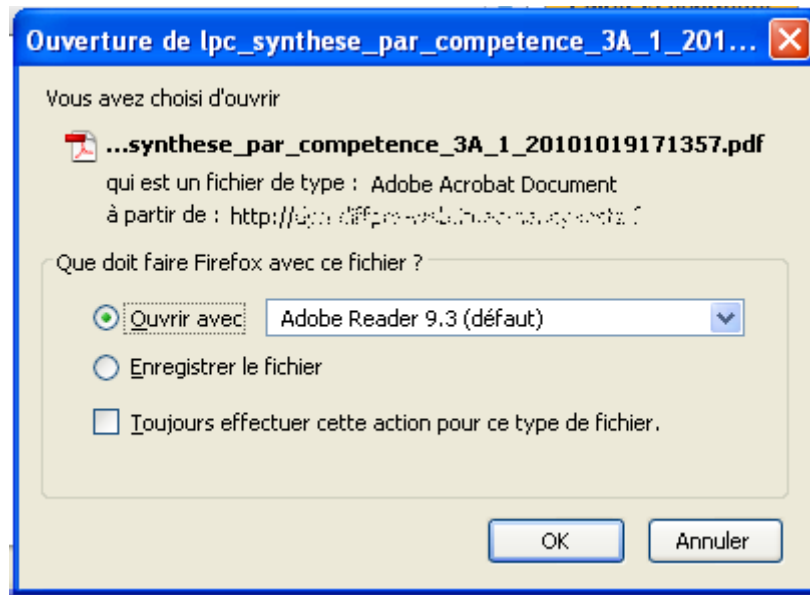 Ouverture de lpc_synthese_par_competence_3A_1_201...
Vous avez choisi d'ouvrir
...synthese_par_competence_3A_1_20101019171357.pdf
qui est un fichier de type : Adobe Acrobat Document
à partir de : http://
Que doit faire Firefox avec ce fichier ?
Ouvrir avec
Adobe Reader 9.3 (défaut)
Enregistrer le fichier
Toujours effectuer cette action pour ce type de fichier.
OK
Annuler